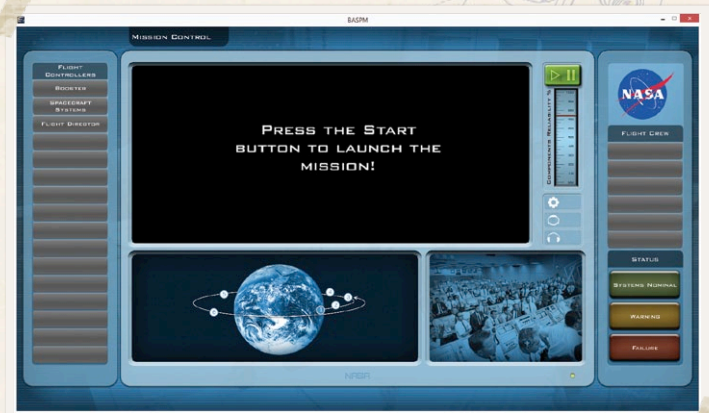 BASPM
Mission Control
Flight
Controllers
Booster
Spacecraft
Systems
Flight Director
Press the Start
button to launch the
mission!
Components Reliability %
NASA
Flight Crew
Status
Systems Nominal
Warning
Failure
NASA